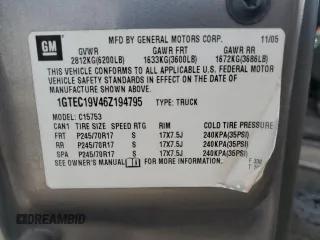 GM
MFD BY GENERAL MOTORS CORP. 11/05
GVWR GAWR FRT GAWR RR
2812KG(6200LB) 1633KG(3600LB) 1672KG(3686LB)
THIS VEHICLE CONFORMS TO ALL APPLICABLE U.S. FEDERAL MOTOR
VEHICLE SAFETY STANDARDS IN EFFECT ON THE DATE OF
MANUFACTURE SHOWN ABOVE.
1GTEC19V46Z194795 TYPE: TRUCK
MODEL: C15753
CAN1 TIRE SIZE SPEED RTG RIM COLD TIRE PRESSURE
FRT P245/70R17 S 17X7.5J 240KPA(35PSI)
RR P245/70R17 S 17X7.5J 240KPA(35PSI)
SPA P245/70R17 S 17X7.5J 240KPA(35PSI)
SEE OWNER'S MANUAL FOR MORE INFORMATION.
DREAMBID